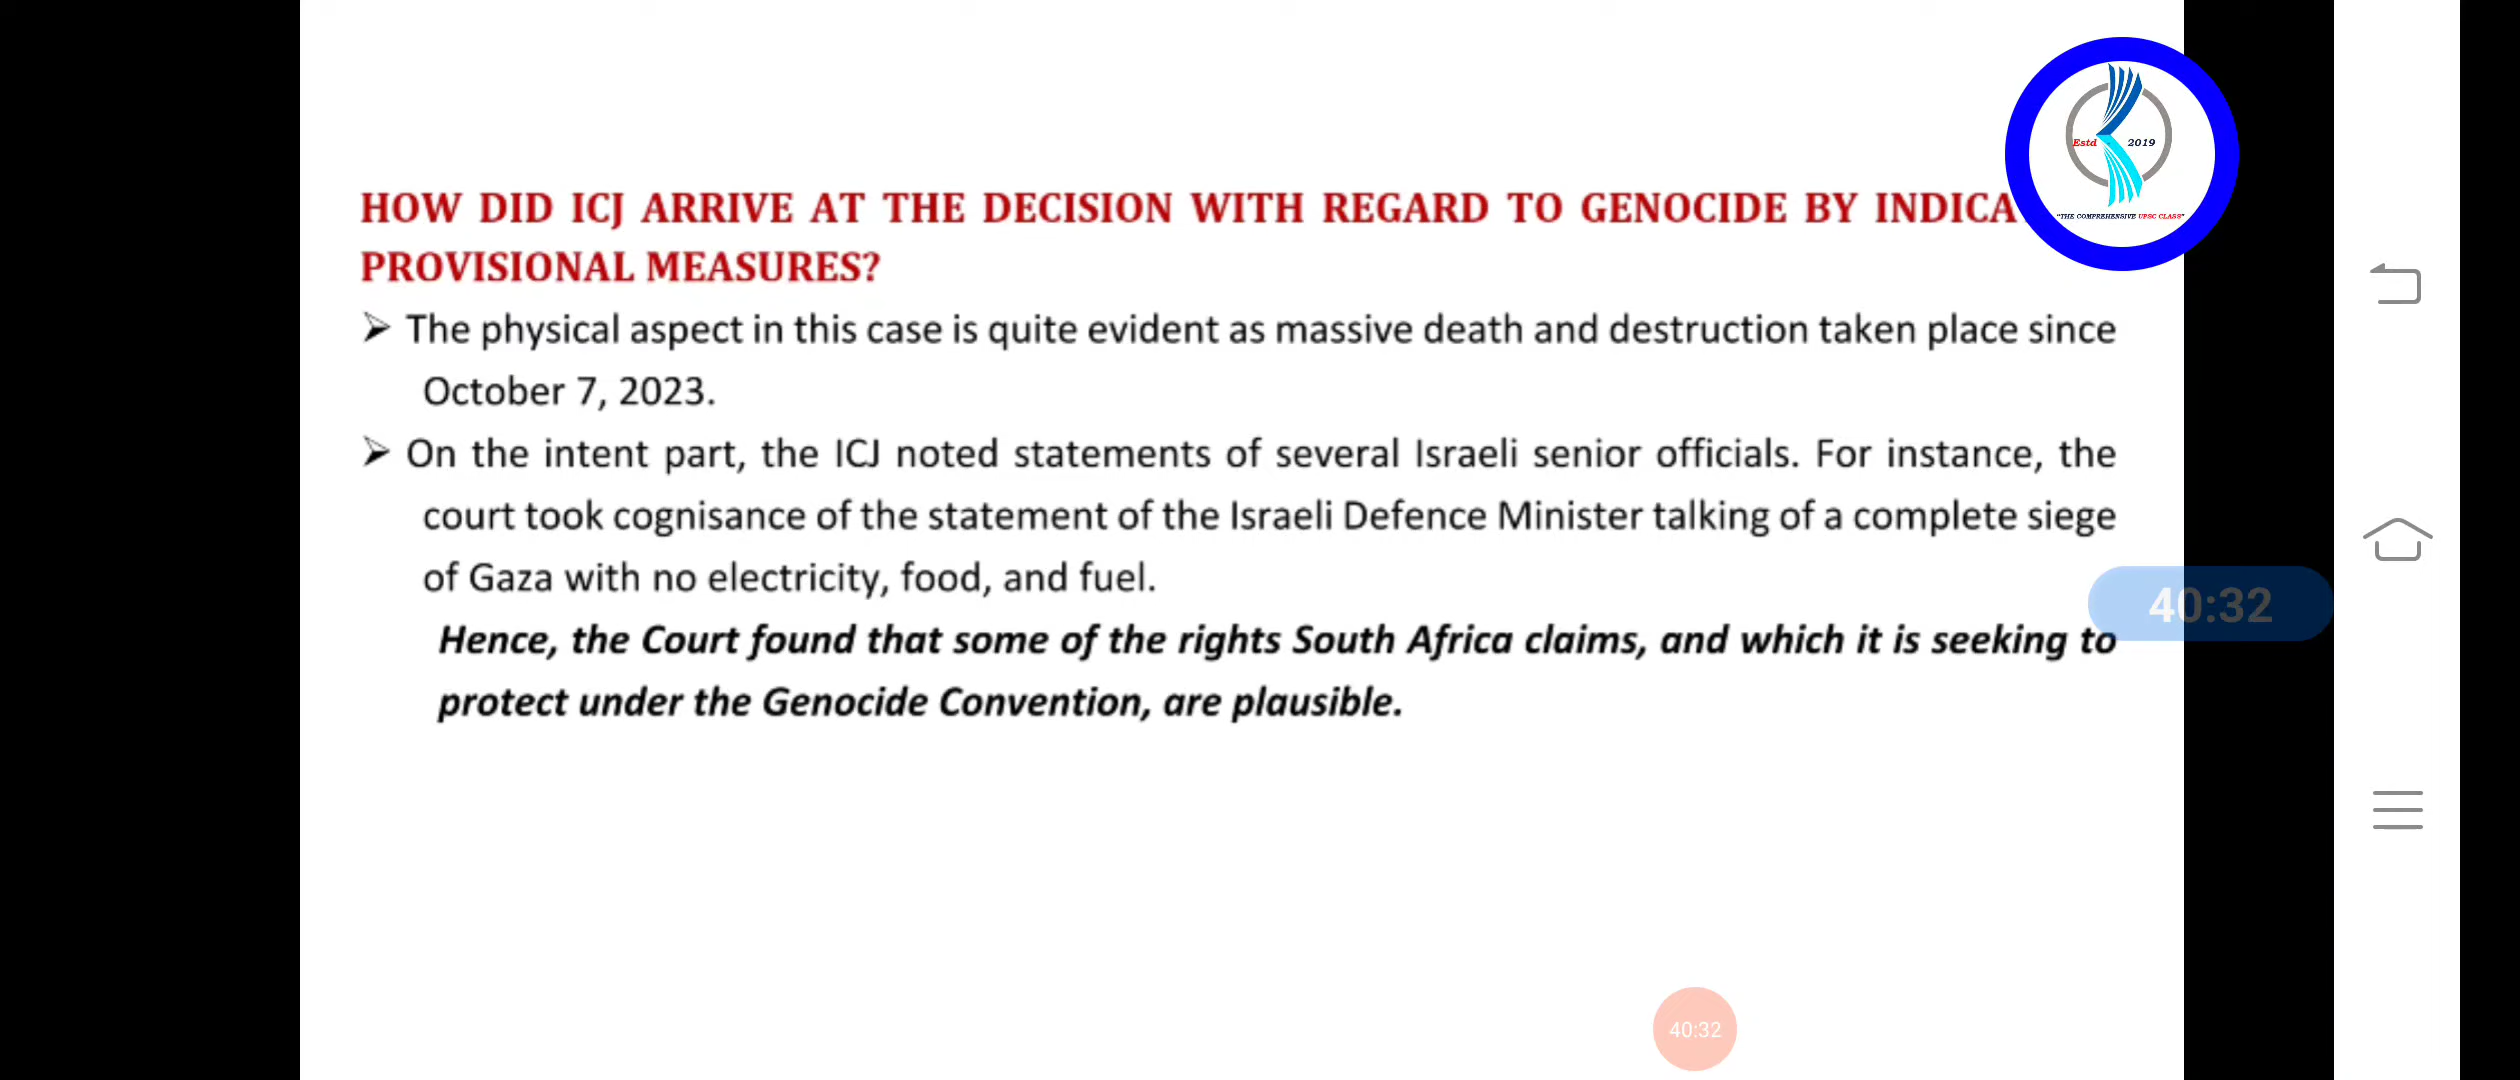 HOW DID ICJ ARRIVE AT THE DECISION WITH REGARD TO GENOCIDE BY
PROVISIONAL MEASURES?
➤ The physical aspect in this case is quite evident as massive death and destruction taken place since
October 7, 2023.
➤ On the intent part, the ICJ noted statements of several Israeli senior officials. For instance, the
court took cognisance of the statement of the Israeli Defence Minister talking of a complete siege
of Gaza with no electricity, food, and fuel.
Hence, the Court found that some of the rights South Africa claims, and which it is seeking to
protect under the Genocide Convention, are plausible.
Estd 2019
"THE COMPREHENSIVE UPSC CLASS"
40:32
40:32